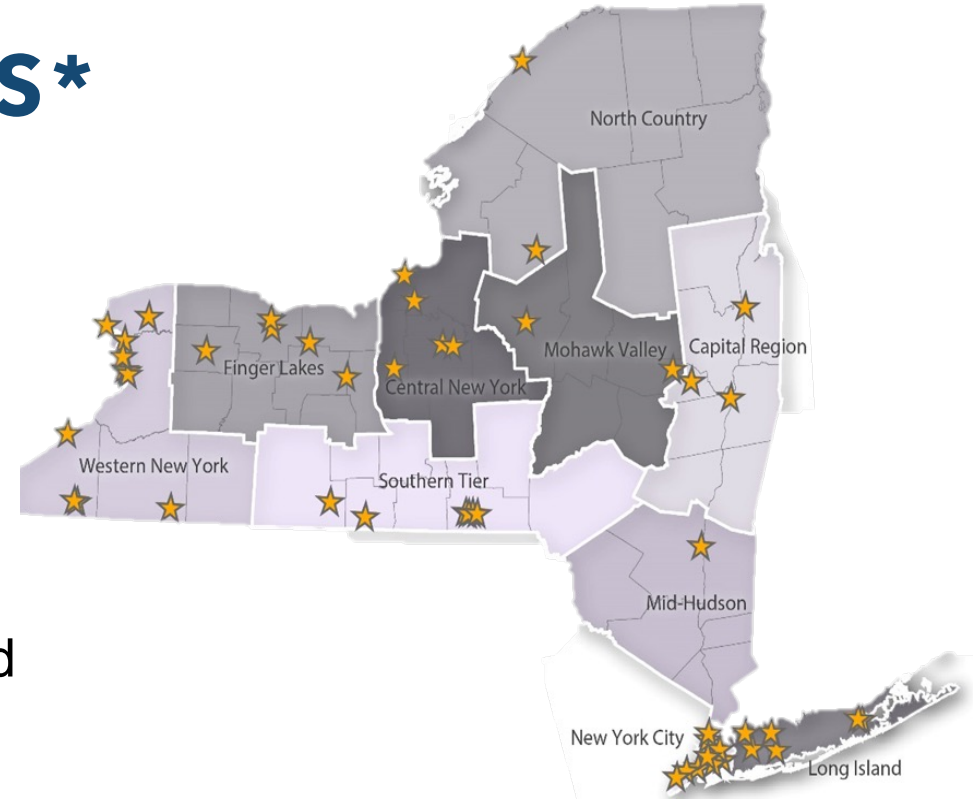 S*
North Country
Mohawk Valley
Capital Region
Finger Lakes
Central New York
Western New York
Southern Tier
Mid-Hudson
d
New York City
Long Island